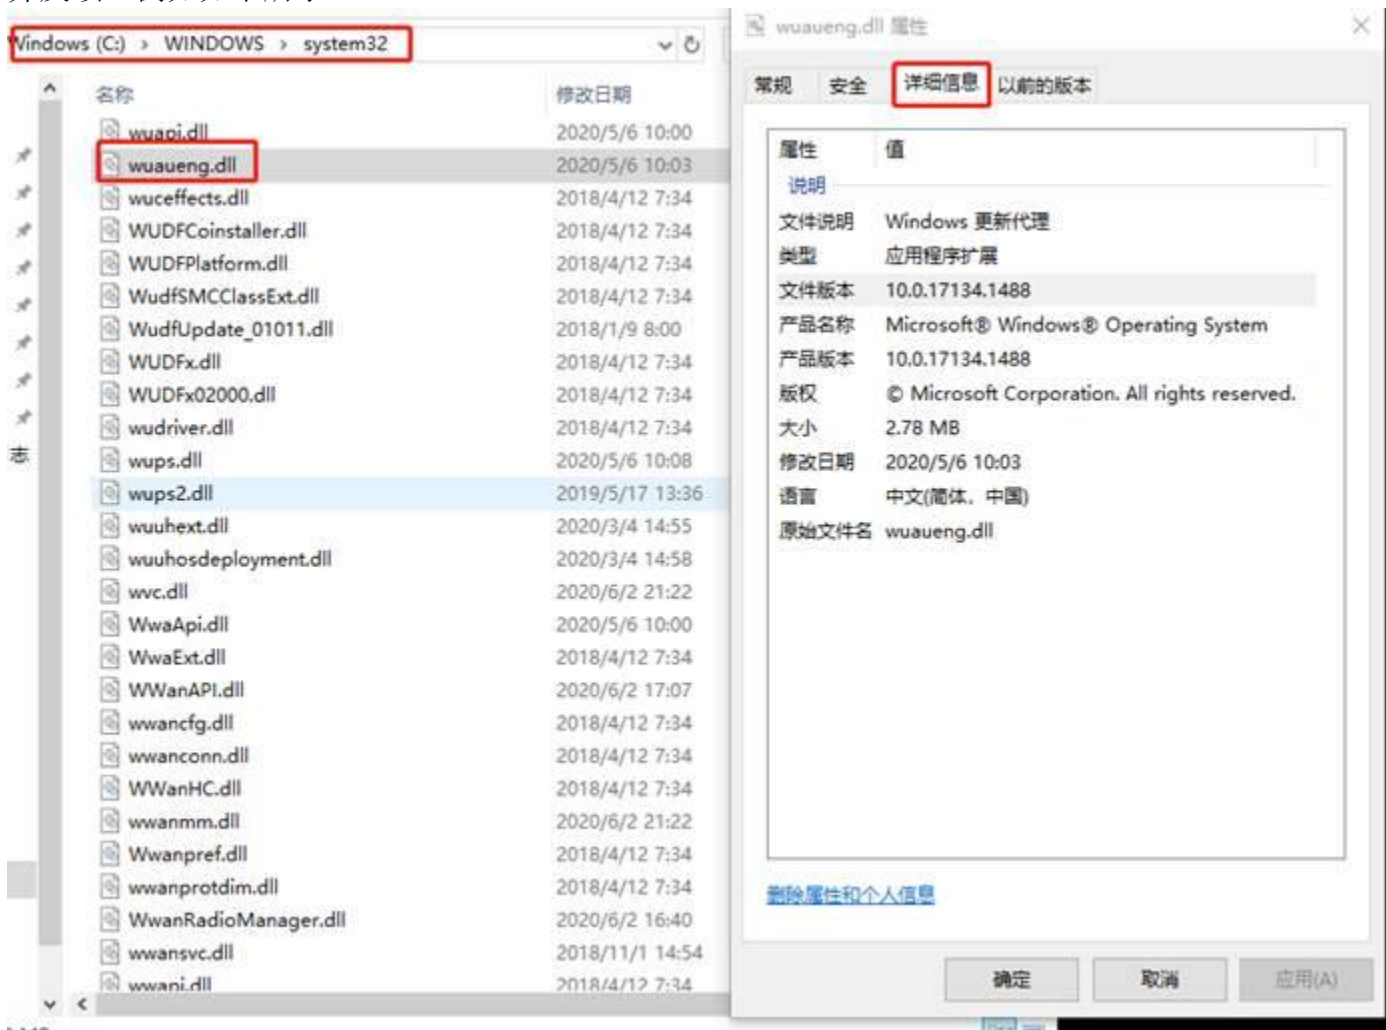 Windows (C:) › WINDOWS › system32
名称 修改日期
wuapi.dll 2020/5/6 10:00
wuaueng.dll 2020/5/6 10:03
wuceffects.dll 2018/4/12 7:34
WUDFCoinstaller.dll 2018/4/12 7:34
WUDFPlatform.dll 2018/4/12 7:34
WudfSMCClassExt.dll 2018/4/12 7:34
WudfUpdate_01011.dll 2018/1/9 8:00
WUDFx.dll 2018/4/12 7:34
WUDFx02000.dll 2018/4/12 7:34
wudriver.dll 2018/4/12 7:34
志
wups.dll 2020/5/6 10:08
wups2.dll 2019/5/17 13:36
wuuhext.dll 2020/3/4 14:55
wuuhosdeployment.dll 2020/3/4 14:58
wvc.dll 2020/6/2 21:22
WwaApi.dll 2020/5/6 10:00
WwaExt.dll 2018/4/12 7:34
WWanAPI.dll 2020/6/2 17:07
wwancfg.dll 2018/4/12 7:34
wwanconn.dll 2018/4/12 7:34
WWanHC.dll 2018/4/12 7:34
wwanmm.dll 2020/6/2 21:22
Wwanpref.dll 2018/4/12 7:34
wwanprotdim.dll 2018/4/12 7:34
WwanRadioManager.dll 2020/6/2 16:40
wwansvc.dll 2018/11/1 14:54
wwapi.dll 2018/4/12 7:34
wuaueng.dll 属性
常规 安全 详细信息 以前的版本
属性 值
说明
文件说明 Windows 更新代理
类型 应用程序扩展
文件版本 10.0.17134.1488
产品名称 Microsoft® Windows® Operating System
产品版本 10.0.17134.1488
版权 © Microsoft Corporation. All rights reserved.
大小 2.78 MB
修改日期 2020/5/6 10:03
语言 中文(简体，中国)
原始文件名 wuaueng.dll
删除属性和个人信息
确定 取消 应用(A)